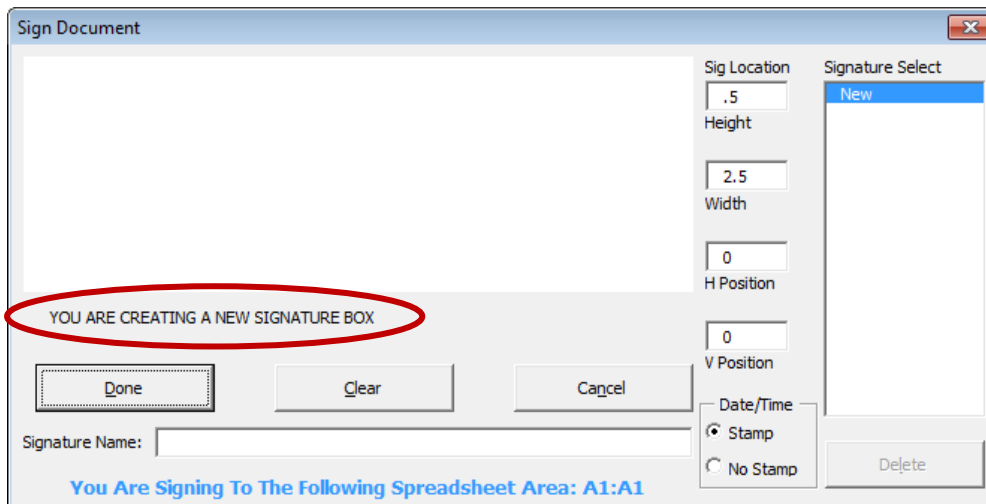 Sign Document
Sig Location
Signature Select
.5
New
Height
2.5
Width
0
H Position
YOU ARE CREATING A NEW SIGNATURE BOX
0
V Position
Done
Clear
Cancel
Date/Time
Stamp
Signature Name:
No Stamp
Delete
You Are Signing To The Following Spreadsheet Area: A1:A1